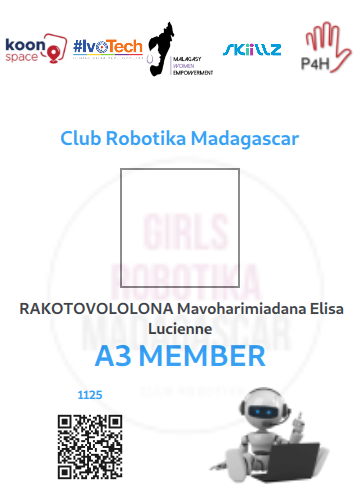 koon
space
#IvoTech
MALAGASY
WOMEN
EMPOWERMENT
SKiiLLZ
P4H
Club Robotika Madagascar
GIRLS
ROBOTIKA
MADAGASCAR
RAKOTOVOLOLONA Mavoharimiadana Elisa
Lucienne
A3 MEMBER
1125